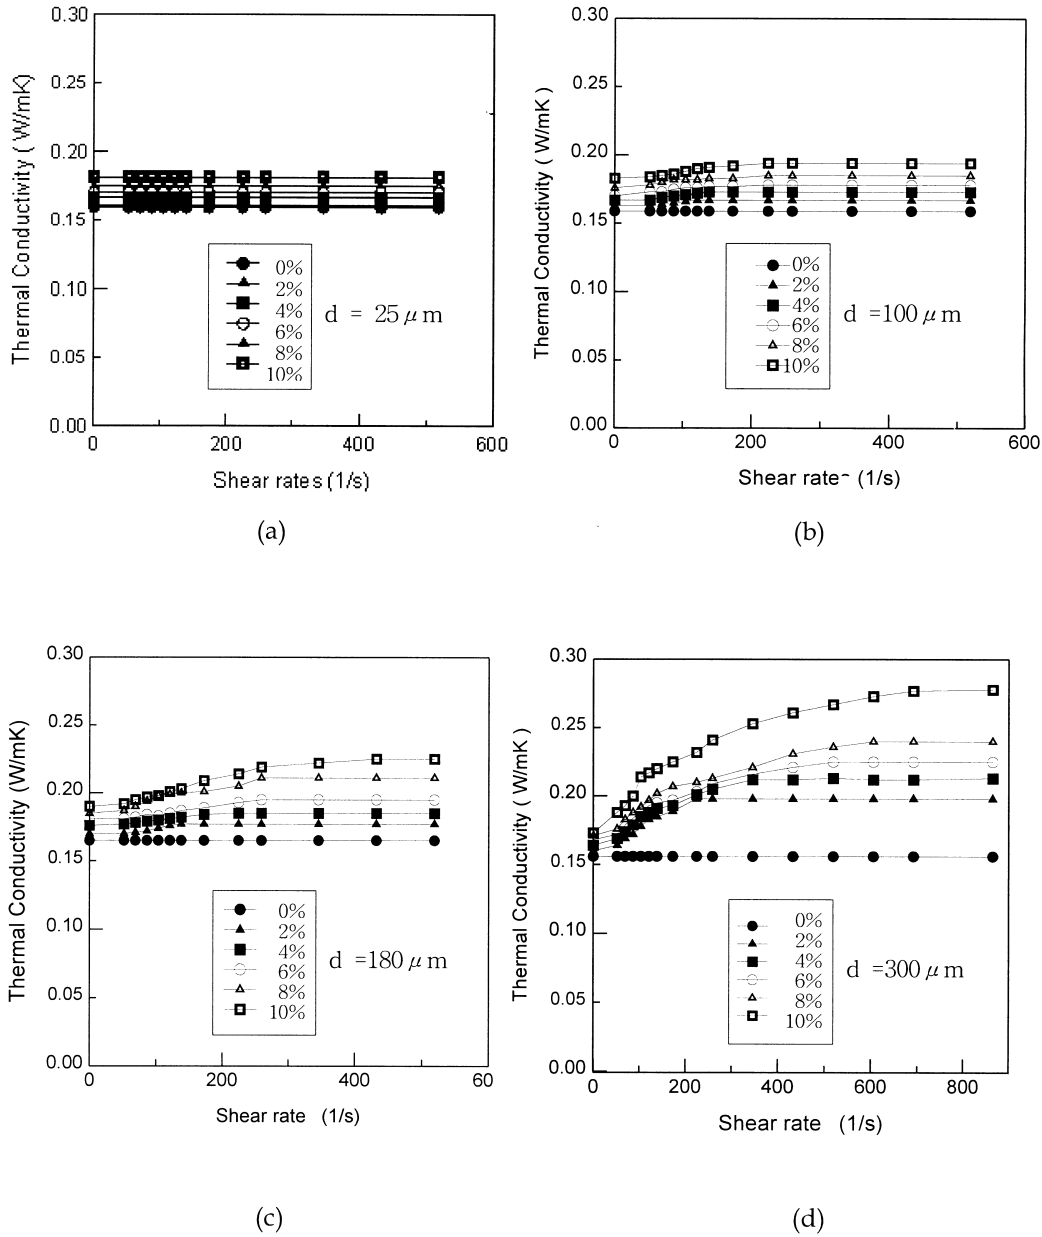 0.30
0.25
0.20
0.15
0.10
0.05
0.00
Thermal Conductivity ( W/mK)
0%
2%
4%
6%
8%
10%
d = 25 μm
0 200 400 600
Shear rates (1/s)
(a)
0.30
0.25
0.20
0.15
0.10
0.05
0.00
Thermal Conductivity ( W/mK )
0%
2%
4%
6%
8%
10%
d =100 μm
0 200 400 600
Shear rate (1/s)
(b)
0.30
0.25
0.20
0.15
0.10
0.05
0.00
Thermal Conductivity (W/mK)
0%
2%
4%
6%
8%
10%
d =180 μm
0 200 400 60
Shear rate (1/s)
(c)
0.30
0.25
0.20
0.15
0.10
0.05
0.00
Thermal Conductivity ( W/mK )
0%
2%
4%
6%
8%
10%
d =300 μm
0 200 400 600 800
Shear rate (1/s)
(d)